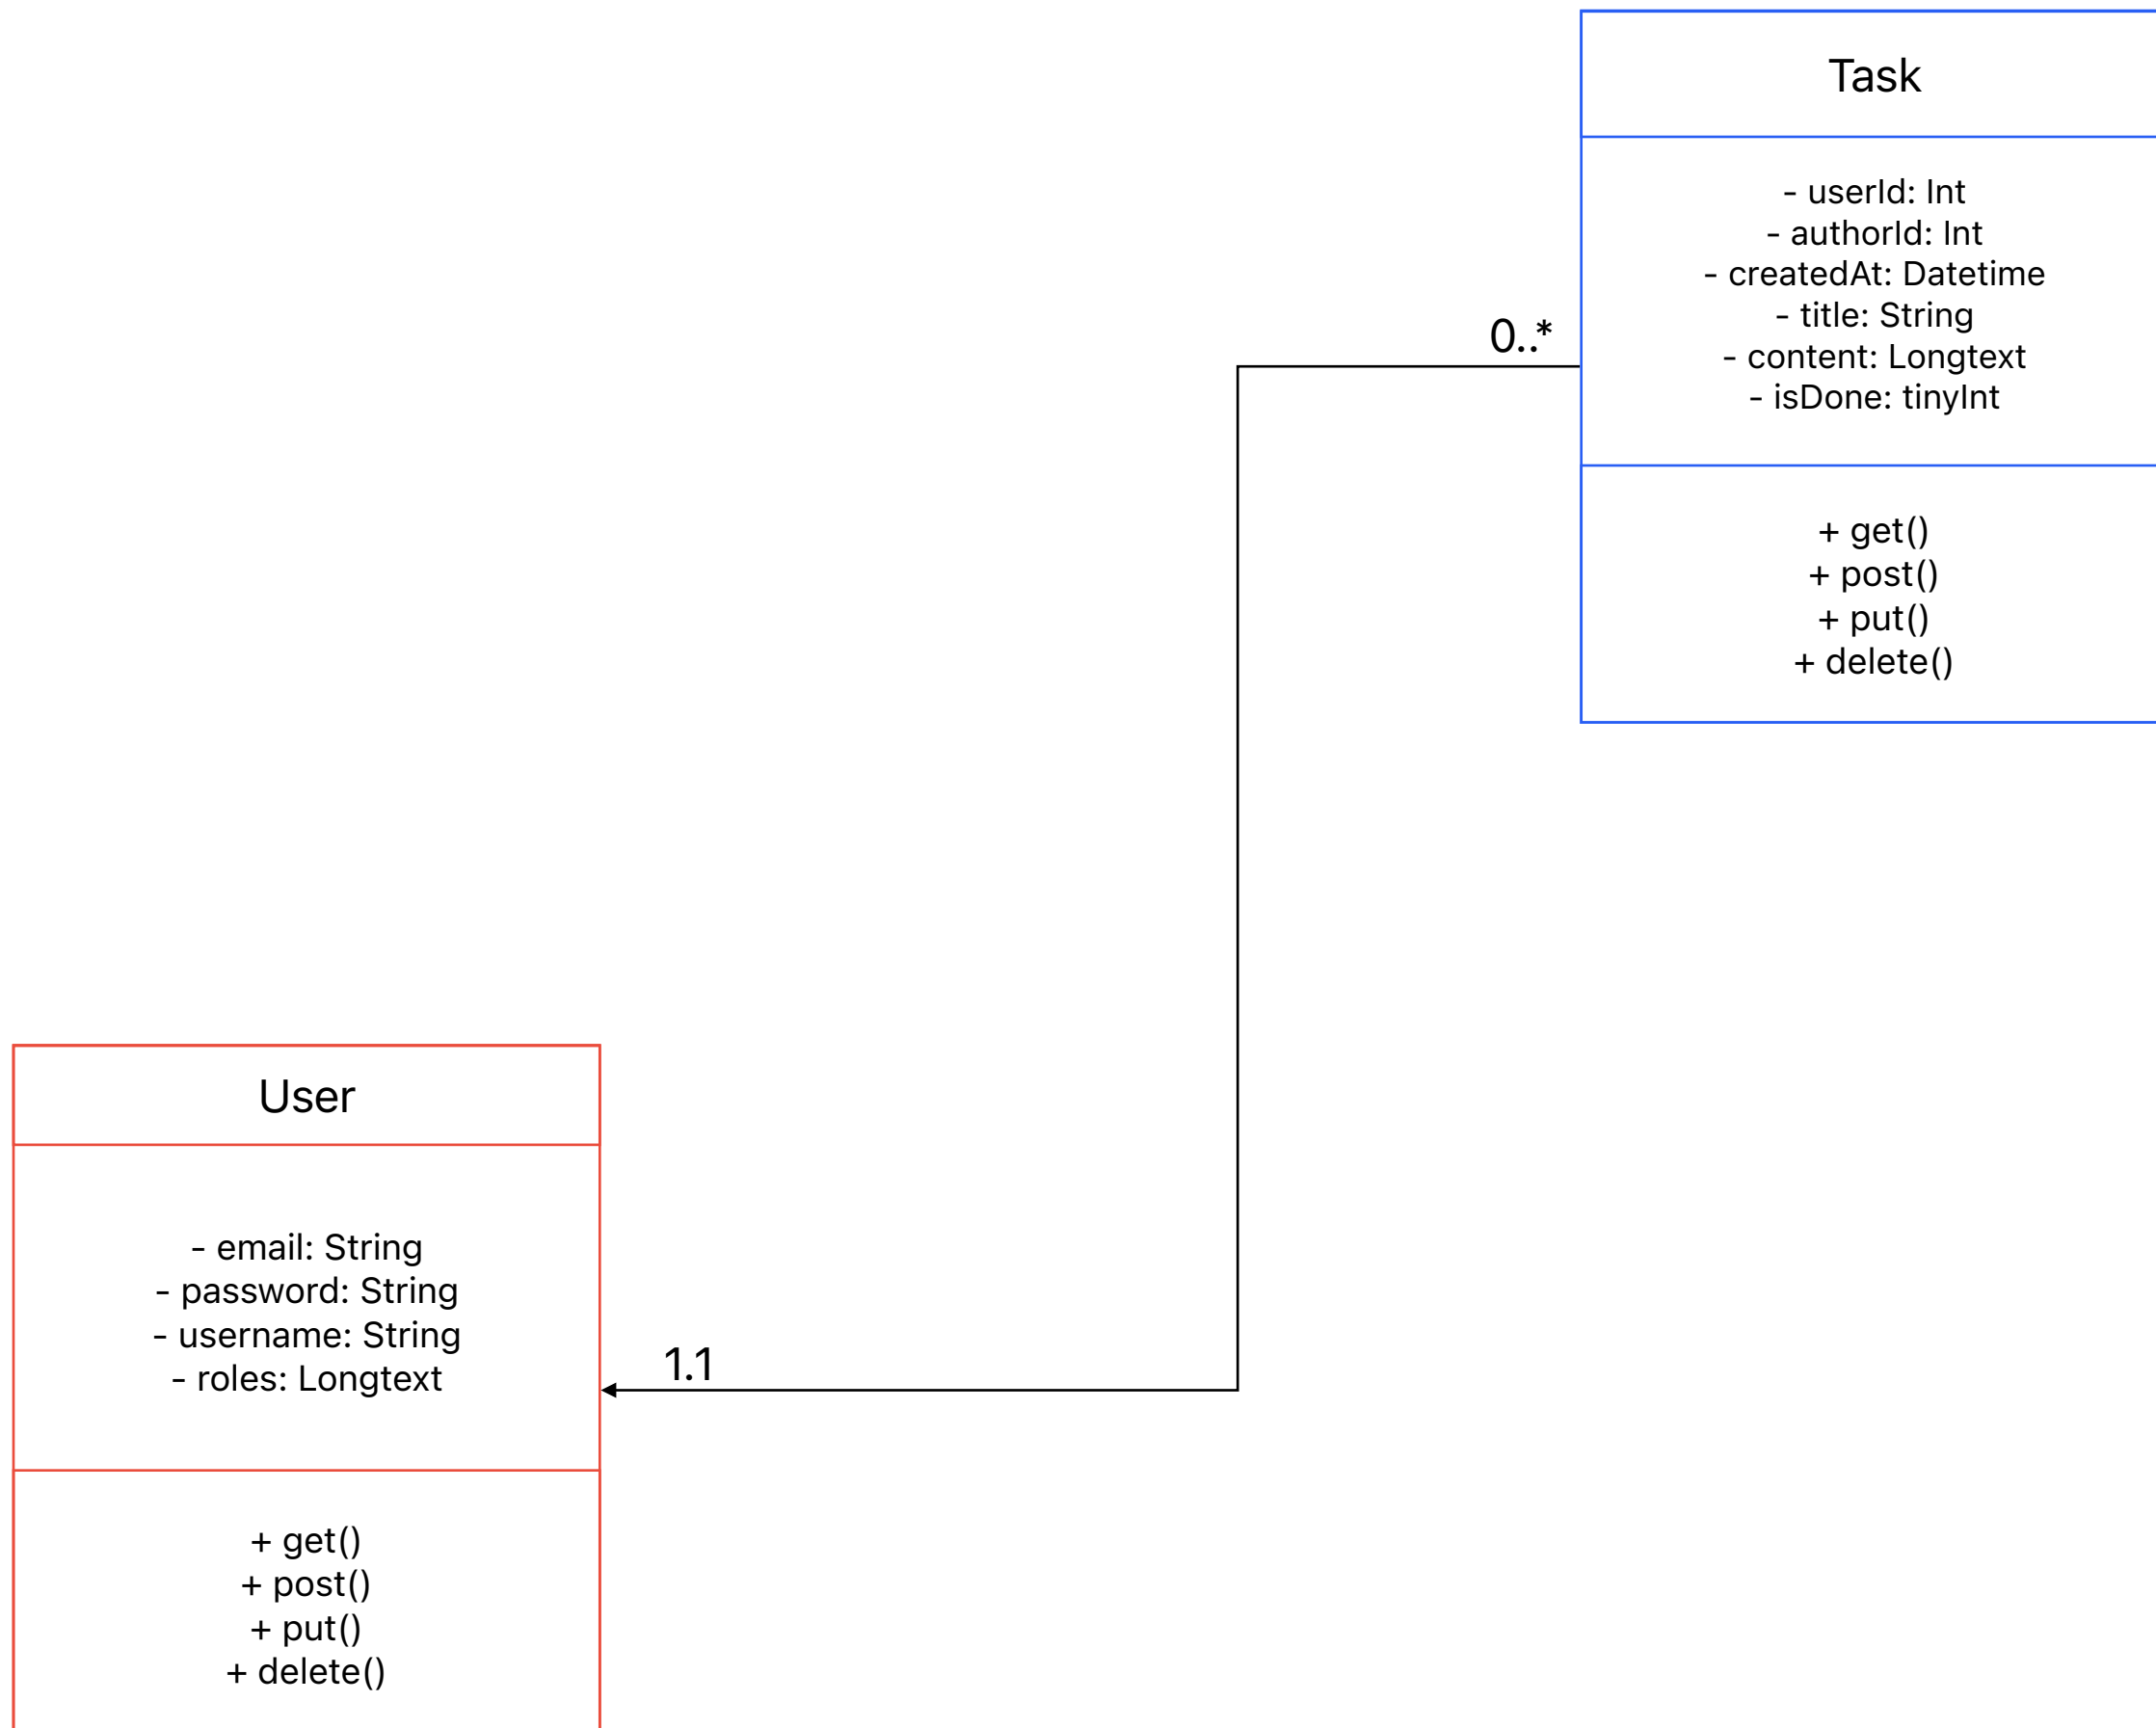 Task
- userId: Int
- authorId: Int
- createdAt: Datetime
- title: String
- content: Longtext
- isDone: tinyInt
0..*
+ get()
+ post()
+ put()
+ delete()
User
- email: String
- password: String
- username: String
- roles: Longtext
1.1
+ get()
+ post()
+ put()
+ delete()